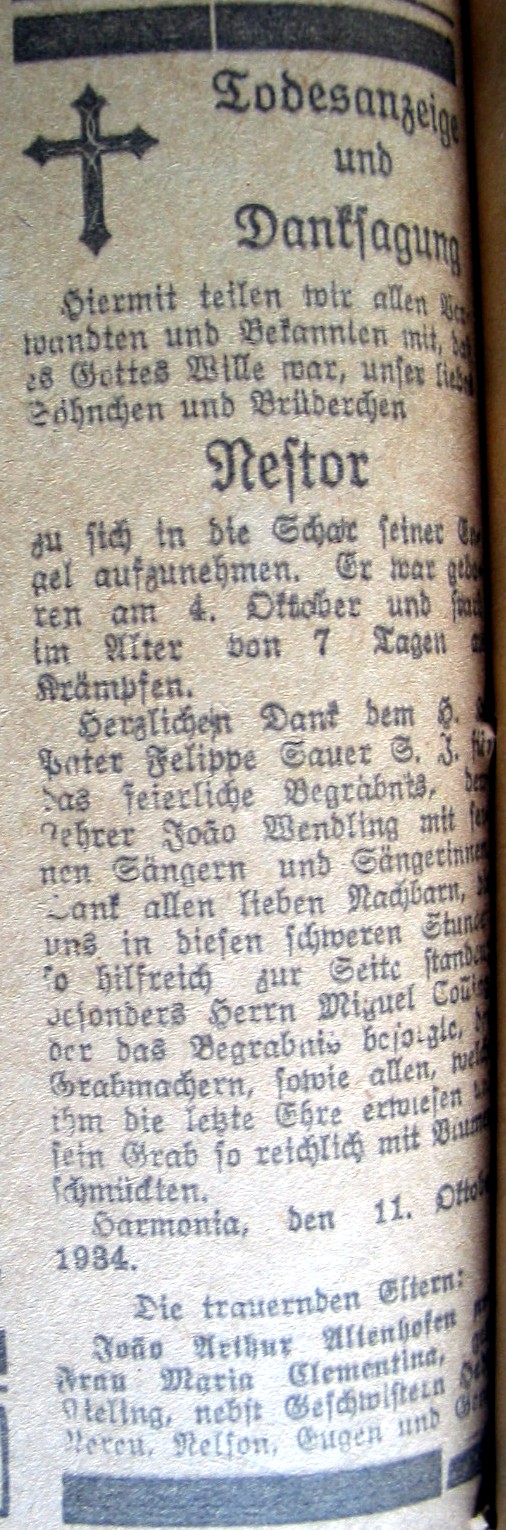 Todesanzeige
und
Danksagung
Hiermit teilen wir allen Ver-
wandten und Bekannten mit, daß
es Gottes Wille war, unser liebes
Söhnchen und Brüderchen
Nestor
zu sich in die Schar seiner En-
gel aufzunehmen. Er war gebo-
ren am 4. Oktober und starb
im Alter von 7 Tagen an
Krämpfen.
Herzlichen Dank dem H. H.
Pater Felippe Sauer S. J. für
das feierliche Begräbnis, dem
Lehrer João Wendling mit sei-
nen Sängern und Sängerinnen
Dank allen lieben Nachbarn, die
uns in diesen schweren Stunden
so hilfreich zur Seite standen
besonders Herrn Miguel
der das Begräbnis besorgte, den
Grabmachern, sowie allen, welche
ihm die letzte Ehre erwiesen und
sein Grab so reichlich mit Blumen
schmückten.
Harmonia, den 11. Oktober
1934.
Die trauernden Eltern:
João Arthur Altenhofen und
Frau Maria Clementina, geb.
nebst Geschwistern
Nereu, Nelson, Eugen und